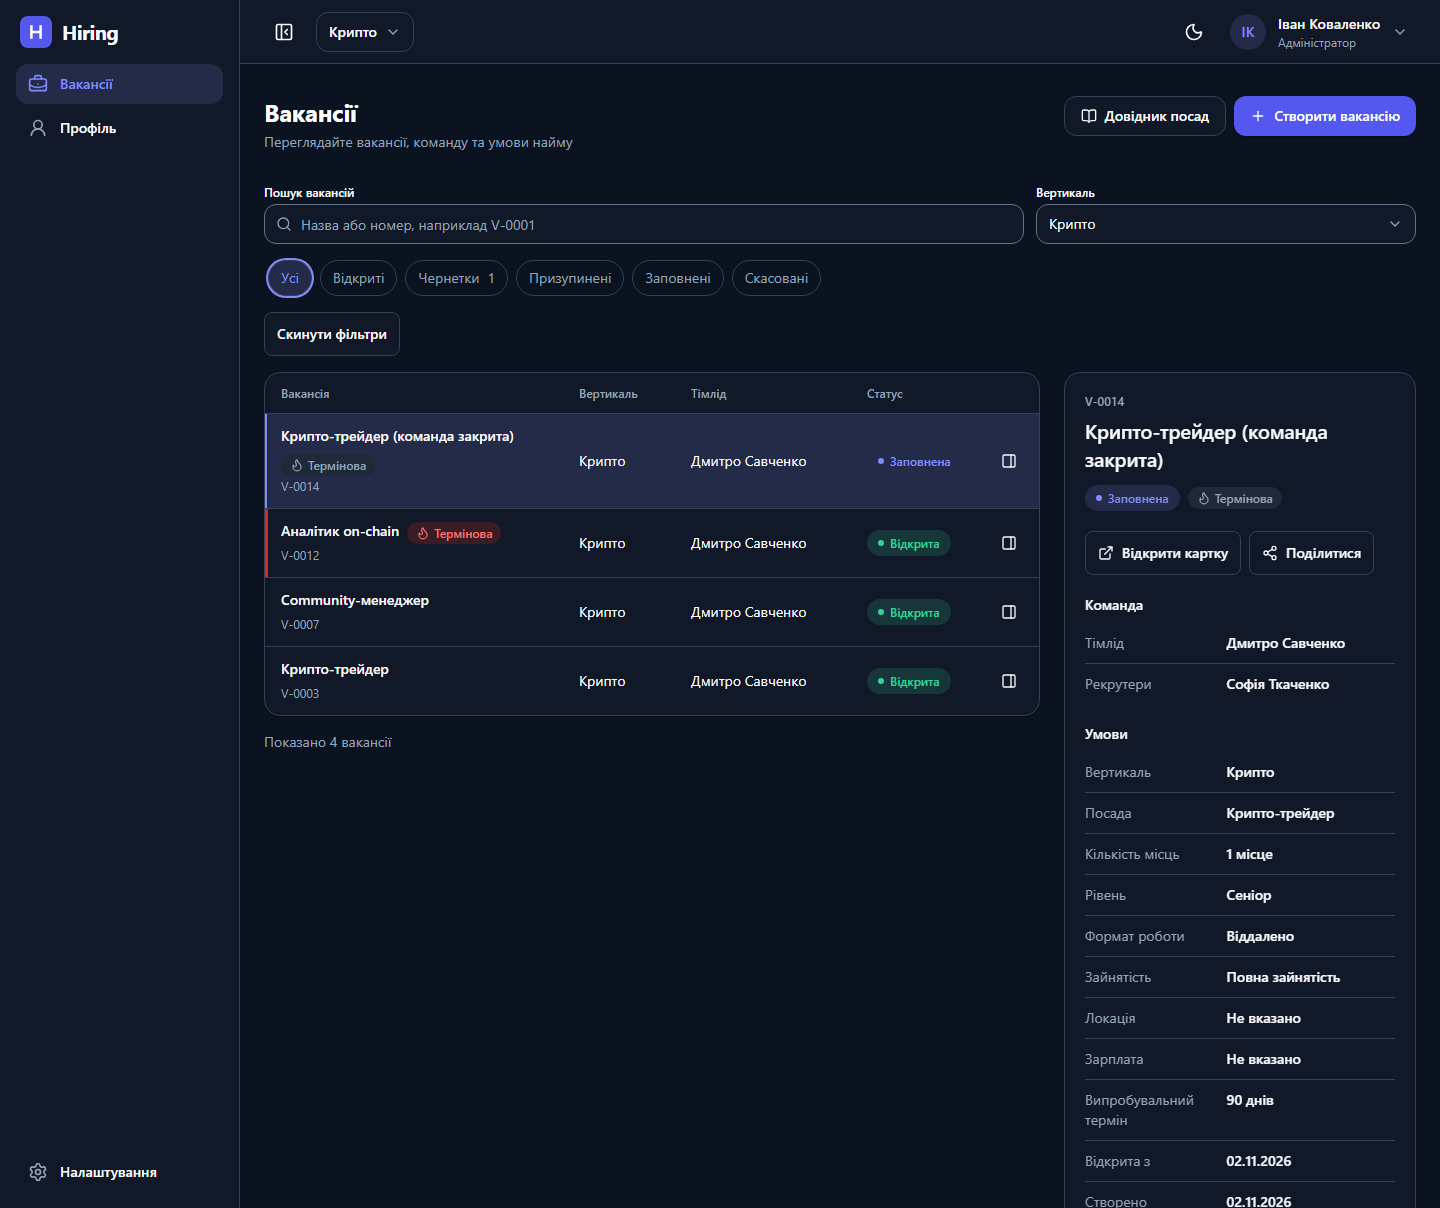 Hiring
Крипто
Іван Коваленко
Адміністратор
ІК
Вакансії
Профіль
Налаштування
Вакансії
Переглядайте вакансії, команду та умови найму
Довідник посад
Створити вакансію
Пошук вакансій
Назва або номер, наприклад V-0001
Вертикаль
Крипто
Усі
Відкриті
Чернетки 1
Призупинені
Заповнені
Скасовані
Скинути фільтри
Вакансія Вертикаль Тімлід Статус
Крипто-трейдер (команда закрита)
Термінова
V-0014
Крипто Дмитро Савченко Заповнена
Аналітик on-chain Термінова
V-0012
Крипто Дмитро Савченко Відкрита
Community-менеджер
V-0007
Крипто Дмитро Савченко Відкрита
Крипто-трейдер
V-0003
Крипто Дмитро Савченко Відкрита
Показано 4 вакансії
V-0014
Крипто-трейдер (команда
закрита)
Заповнена Термінова
Відкрити картку Поділитися
Команда
Тімлід Дмитро Савченко
Рекрутери Софія Ткаченко
Умови
Вертикаль Крипто
Посада Крипто-трейдер
Кількість місць 1 місце
Рівень Сеніор
Формат роботи Віддалено
Зайнятість Повна зайнятість
Локація Не вказано
Зарплата Не вказано
Випробувальний
термін
90 днів
Відкрита з 02.11.2026
Створено 02.11.2026